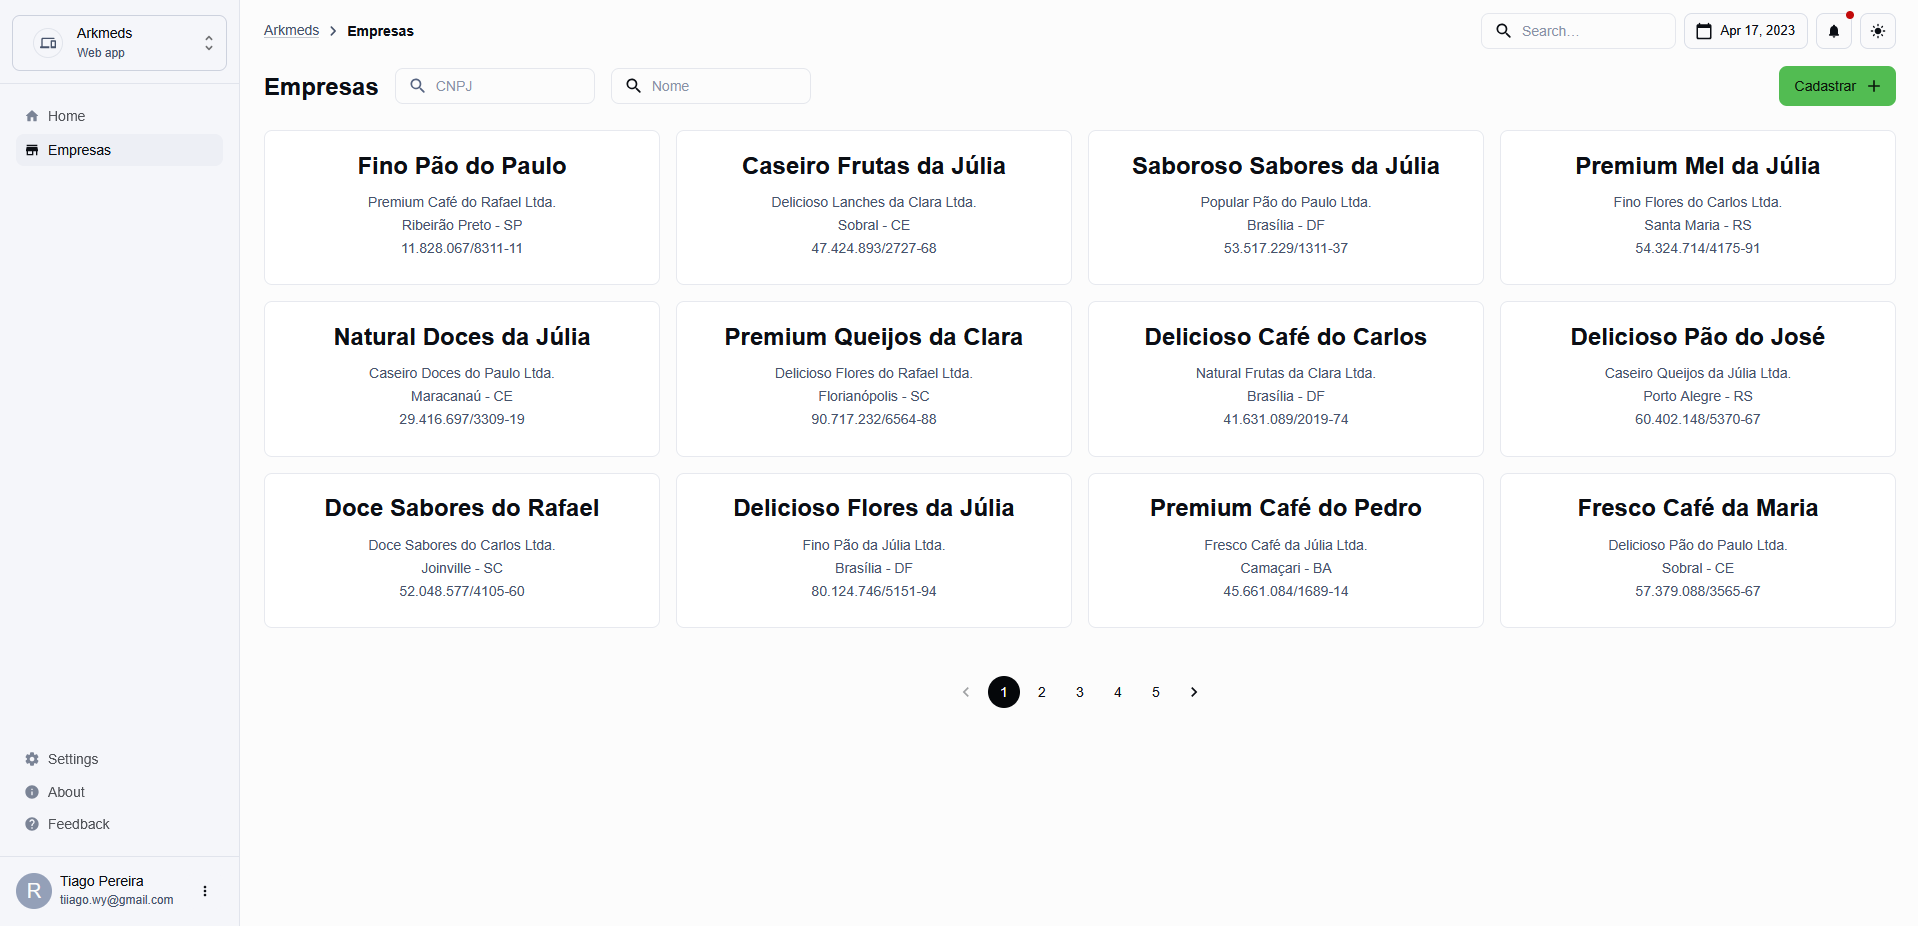 Arkmeds
Web app
Home
Empresas
Settings
About
Feedback
R
Tiago Pereira
tiiago.wy@gmail.com
Arkmeds
Empresas
Search...
Apr 17, 2023
Empresas
CNPJ
Nome
Cadastrar
Fino Pão do Paulo
Premium Café do Rafael Ltda.
Ribeirão Preto - SP
11.828.067/8311-11
Caseiro Frutas da Júlia
Delicioso Lanches da Clara Ltda.
Sobral - CE
47.424.893/2727-68
Saboroso Sabores da Júlia
Popular Pão do Paulo Ltda.
Brasília - DF
53.517.229/1311-37
Premium Mel da Júlia
Fino Flores do Carlos Ltda.
Santa Maria - RS
54.324.714/4175-91
Natural Doces da Júlia
Caseiro Doces do Paulo Ltda.
Maracanaú - CE
29.416.697/3309-19
Premium Queijos da Clara
Delicioso Flores do Rafael Ltda.
Florianópolis - SC
90.717.232/6564-88
Delicioso Café do Carlos
Natural Frutas da Clara Ltda.
Brasília - DF
41.631.089/2019-74
Delicioso Pão do José
Caseiro Queijos da Júlia Ltda.
Porto Alegre - RS
60.402.148/5370-67
Doce Sabores do Rafael
Doce Sabores do Carlos Ltda.
Joinville - SC
52.048.577/4105-60
Delicioso Flores da Júlia
Fino Pão da Júlia Ltda.
Brasília - DF
80.124.746/5151-94
Premium Café do Pedro
Fresco Café da Júlia Ltda.
Camaçari - BA
45.661.084/1689-14
Fresco Café da Maria
Delicioso Pão do Paulo Ltda.
Sobral - CE
57.379.088/3565-67
1 2 3 4 5